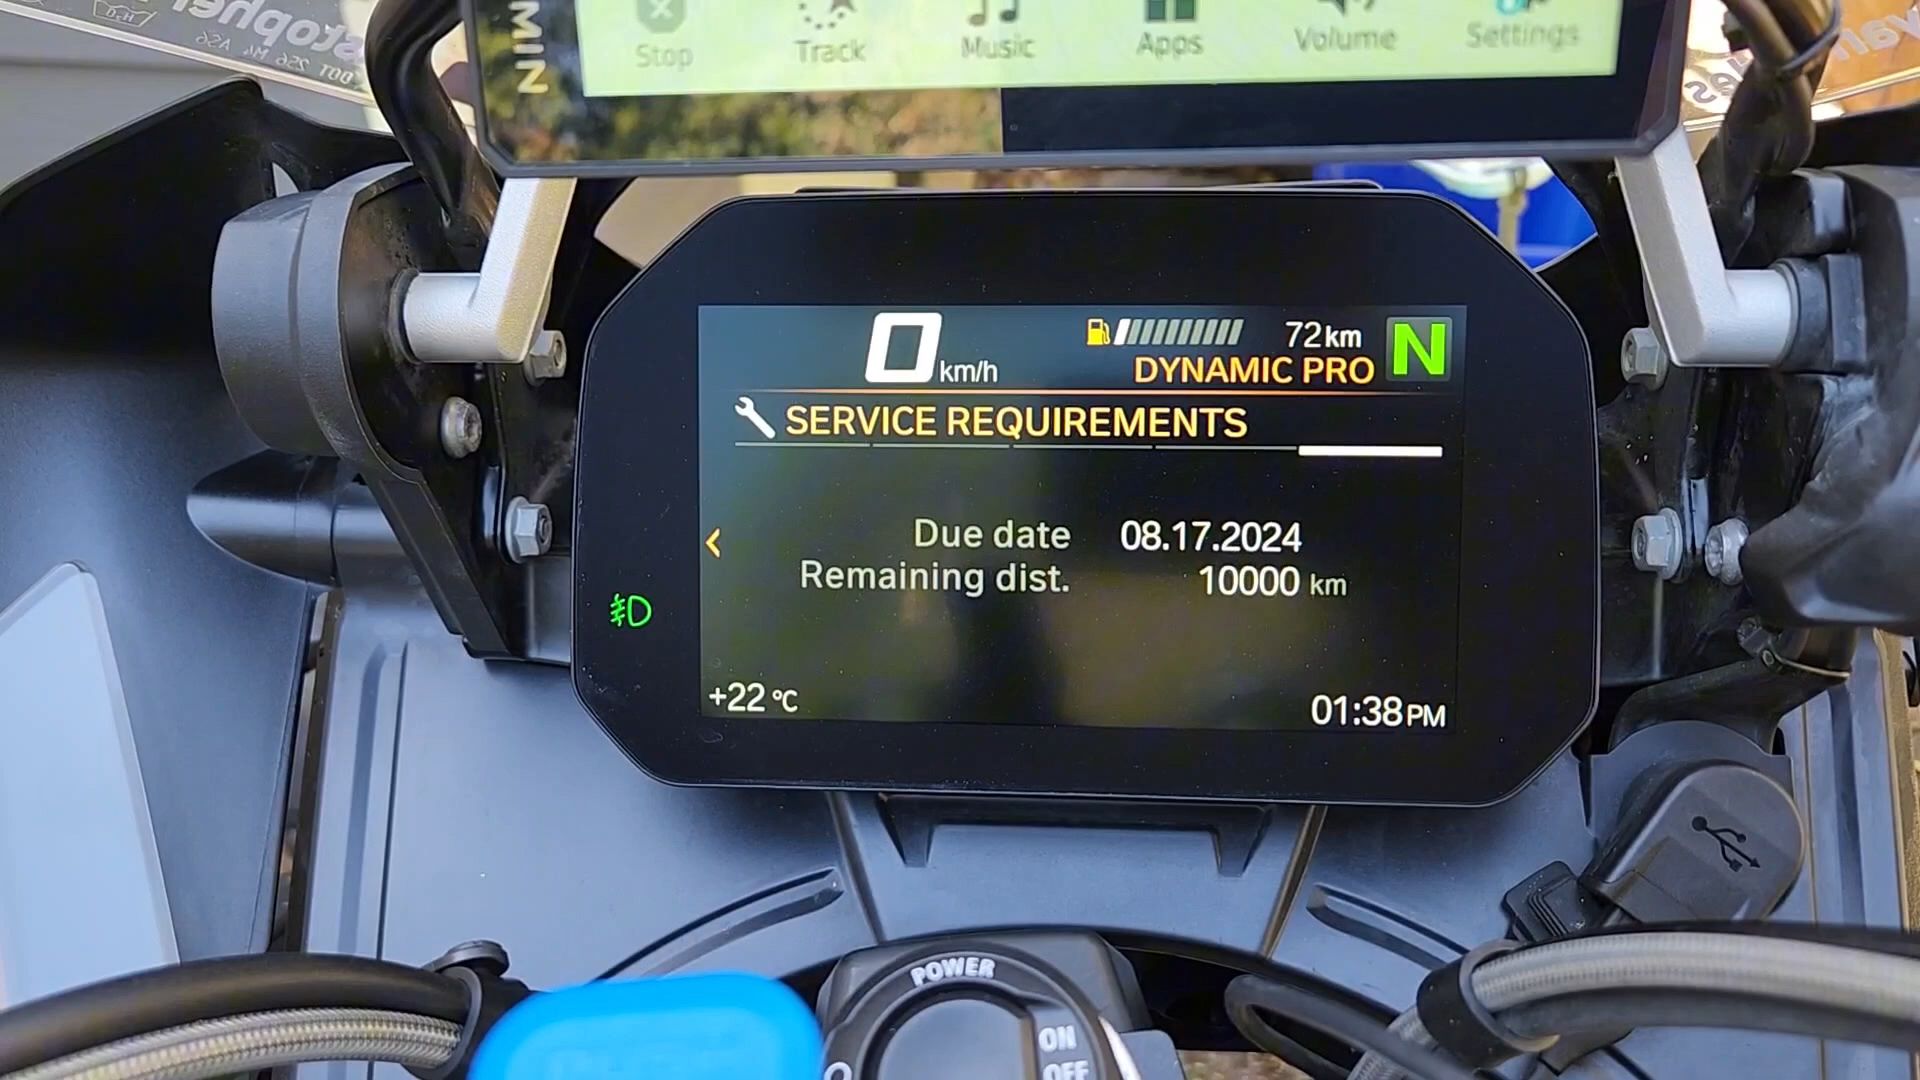 Stop Track Music Apps Volume Settings
0 km/h
72 km
N
DYNAMIC PRO
SERVICE REQUIREMENTS
Due date 08.17.2024
Remaining dist. 10000 km
+22 °C
01:38 PM
POWER
ON
OFF